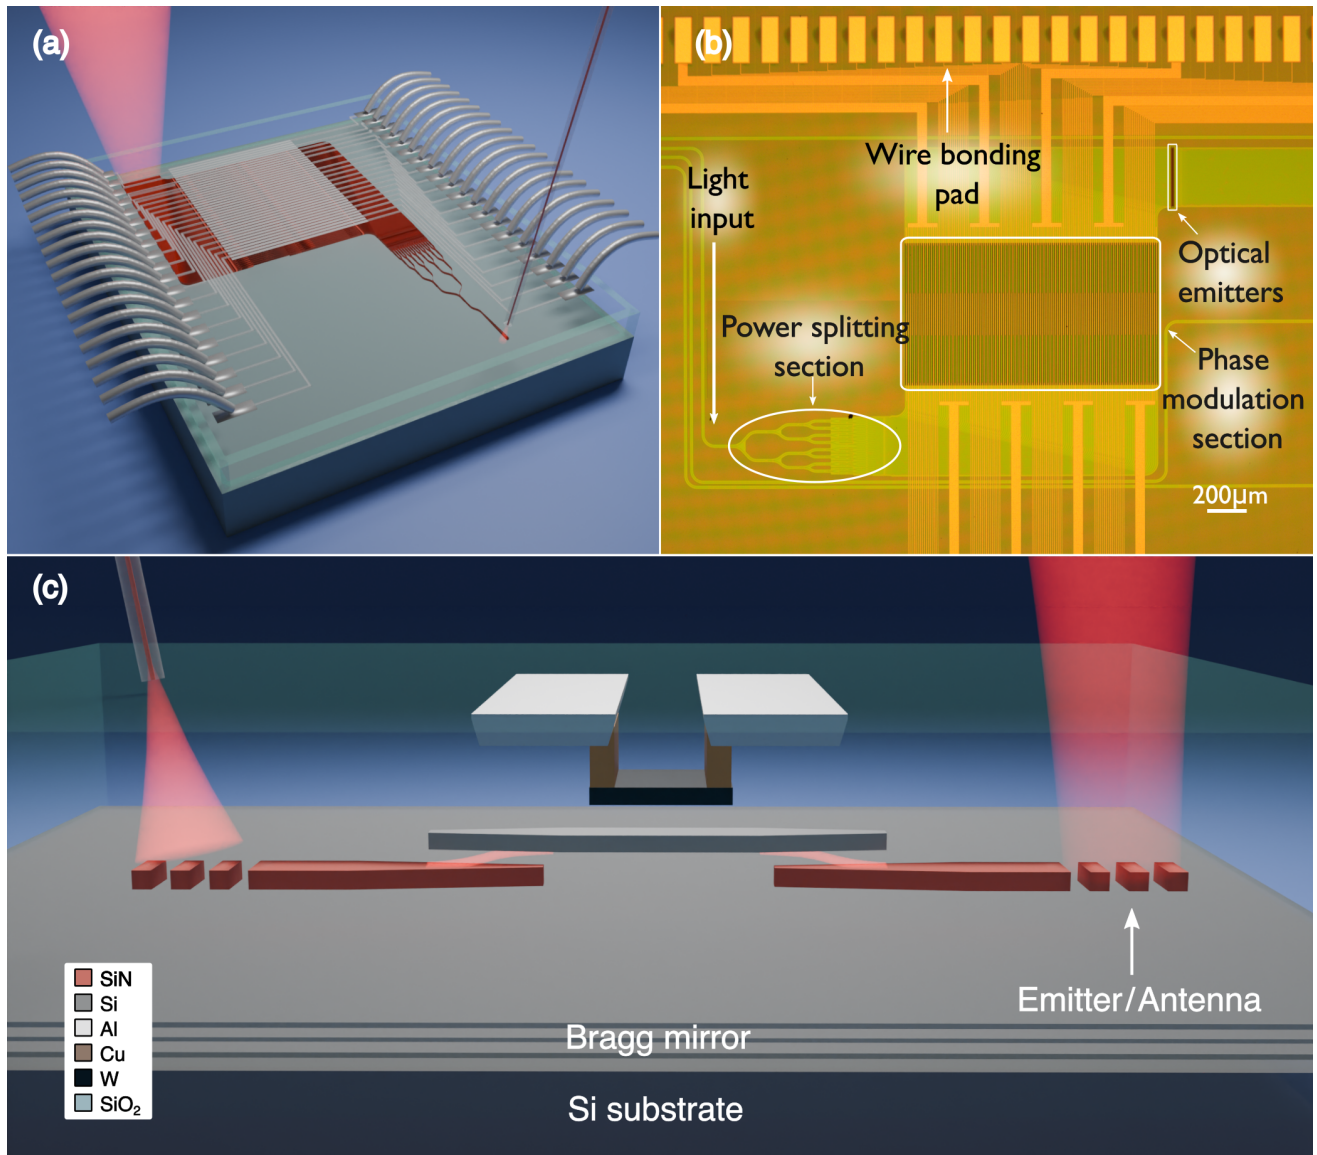 (a)
(b)
Wire bonding
pad
Light
input
Optical
emitters
Power splitting
section
Phase
modulation
section
200µm
(c)
SiN
Si
Al
Cu
W
SiO₂
Emitter/Antenna
Bragg mirror
Si substrate